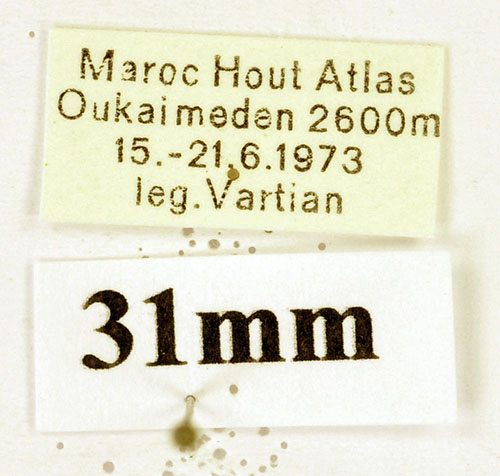 Maroc Hout Atlas
Oukaimeden 2600m
15.-21.6.1973
leg.Vartian
31mm